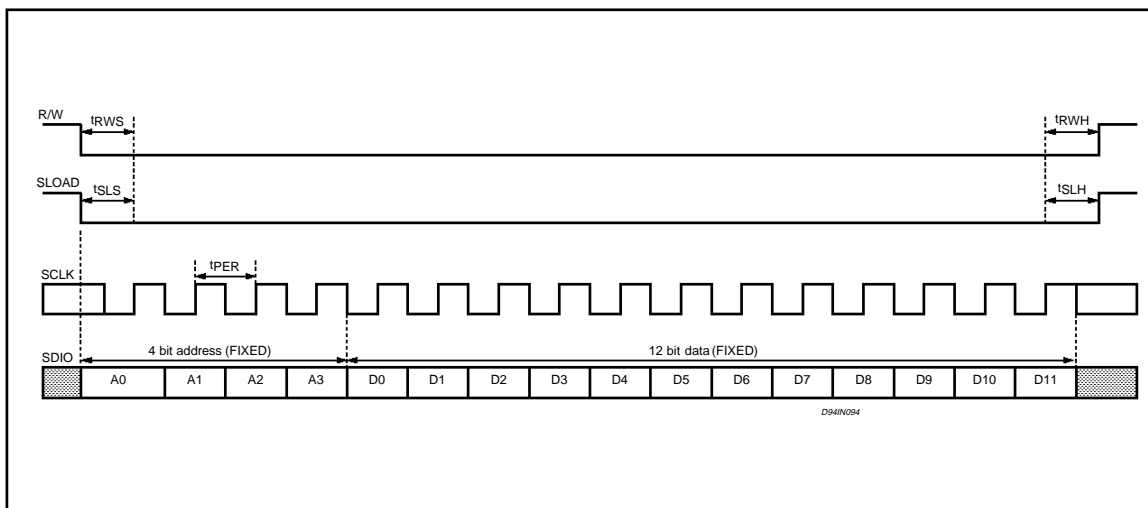 R/W
tRWS
tRWH
SLOAD
tSLS
tSLH
SCLK
tPER
SDIO
4 bit address (FIXED)
12 bit data (FIXED)
A0 A1 A2 A3 D0 D1 D2 D3 D4 D5 D6 D7 D8 D9 D10 D11
D94IN094